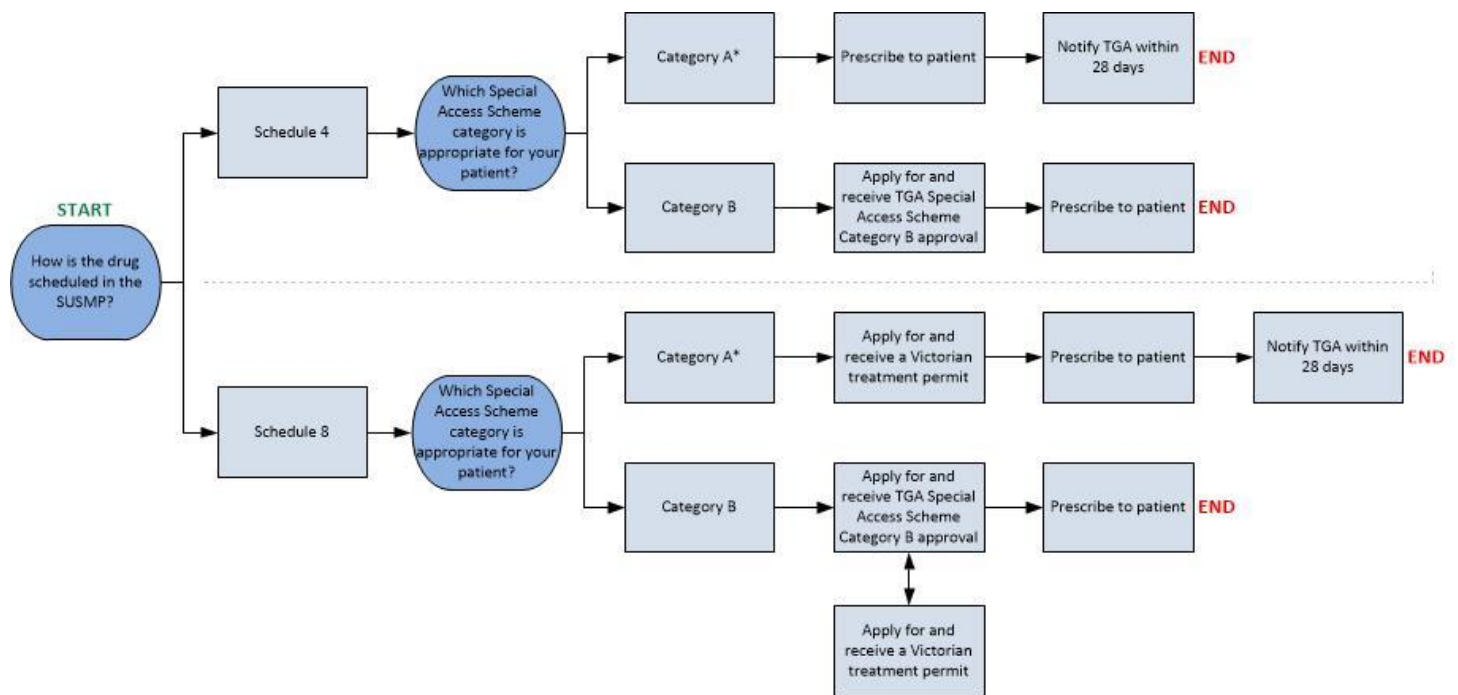 START
How is the drug
scheduled in the
SUSMP?
Schedule 4
Which Special
Access Scheme
category is
appropriate for your
patient?
Category A*
Prescribe to patient
Notify TGA within
28 days
END
Category B
Apply for and
receive TGA Special
Access Scheme
Category B approval
Prescribe to patient
END
Schedule 8
Which Special
Access Scheme
category is
appropriate for your
patient?
Category A*
Apply for and
receive a Victorian
treatment permit
Prescribe to patient
Notify TGA within
28 days
END
Category B
Apply for and
receive TGA Special
Access Scheme
Category B approval
Prescribe to patient
END
Apply for and
receive a Victorian
treatment permit